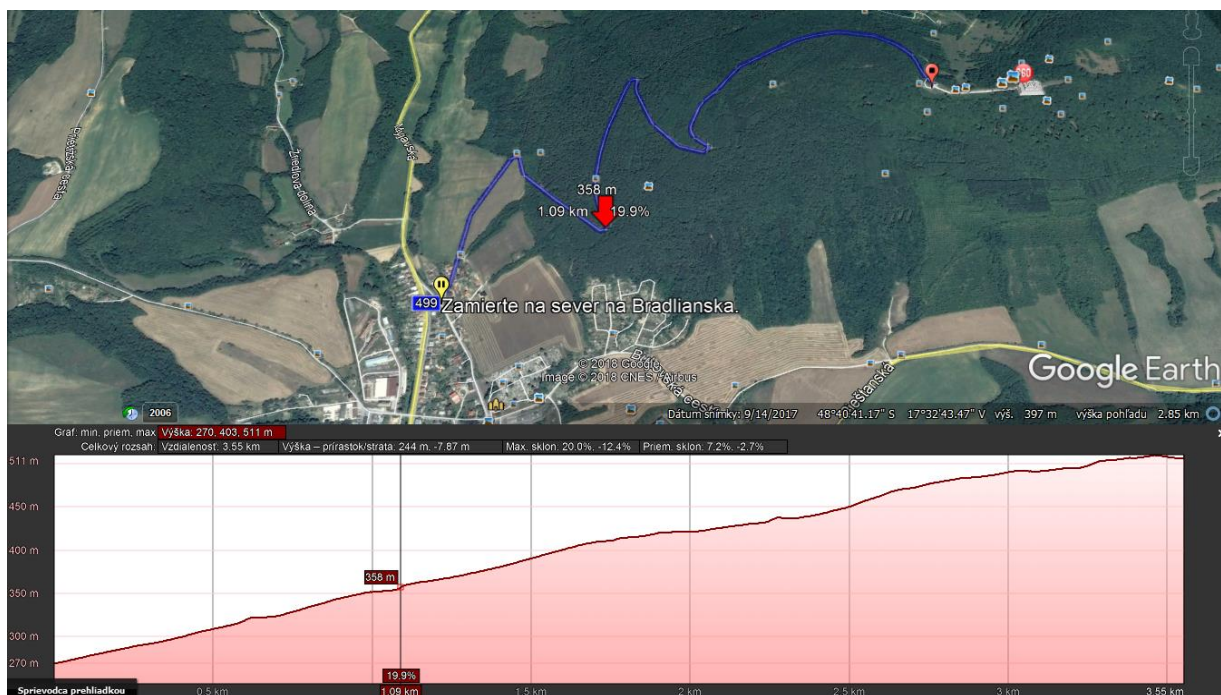 Myjavská
Žriedlova dolina
60
358 m
1.09 km 19.9%
499 Zamierte na sever na Bradlianska.
© 2018 Google
Image © 2018 CNES / Airbus
Google Earth
2006
Dátum snímky: 9/14/2017 48°40'41.17" S 17°32'43.47" V výš. 397 m výška pohľadu 2.85 km
Graf: min, priem, max Výška: 270, 403, 511 m
Celkový rozsah: Vzdialenosť: 3.55 km Výška – prírastok/strata: 244 m, -7.87 m Max. sklon: 20.0%, -12.4% Priem. sklon: 7.2%, -2.7%
511 m
450 m
400 m
350 m
300 m
270 m
358 m
19.9%
Sprievodca prehliadkou 0.5 km 1.09 km 1.5 km 2 km 2.5 km 3 km 3.55 km